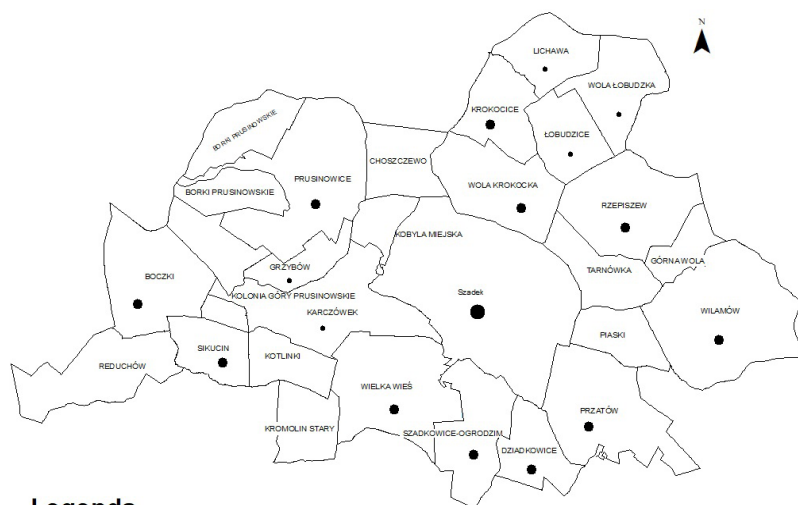 N
LICHAWA
WOLA ŁOBUDZKA
KROKOCICE
ŁOBUDZICE
BORKI PRUSINOWSKIE
CHOSZCZEWO
PRUSINOWICE
WOLA KROKOCKA
BORKI PRUSINOWSKIE
RZEPISZEW
KOBYLA MIEJSKA
GÓRNA WOLA
GRZYBÓW
TARNÓWKA
BOCZKI
Szadek
KOLONIA GÓRY PRUSINOWSKIE
KARCZÓWEK
WILAMÓW
PIASKI
SIKUCIN
KOTLINKI
REDUCHÓW
WIELKA WIEŚ
PRZATÓW
KROMOLIN STARY
SZADKOWICE-OGRODZIM
DZIADKOWICE
Legenda